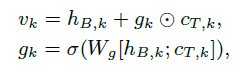 v_k = h_{B,k} + g_k ⊙ c_{T,k}
g_k = σ(W_g[h_{B,k}; c_{T,k}]),